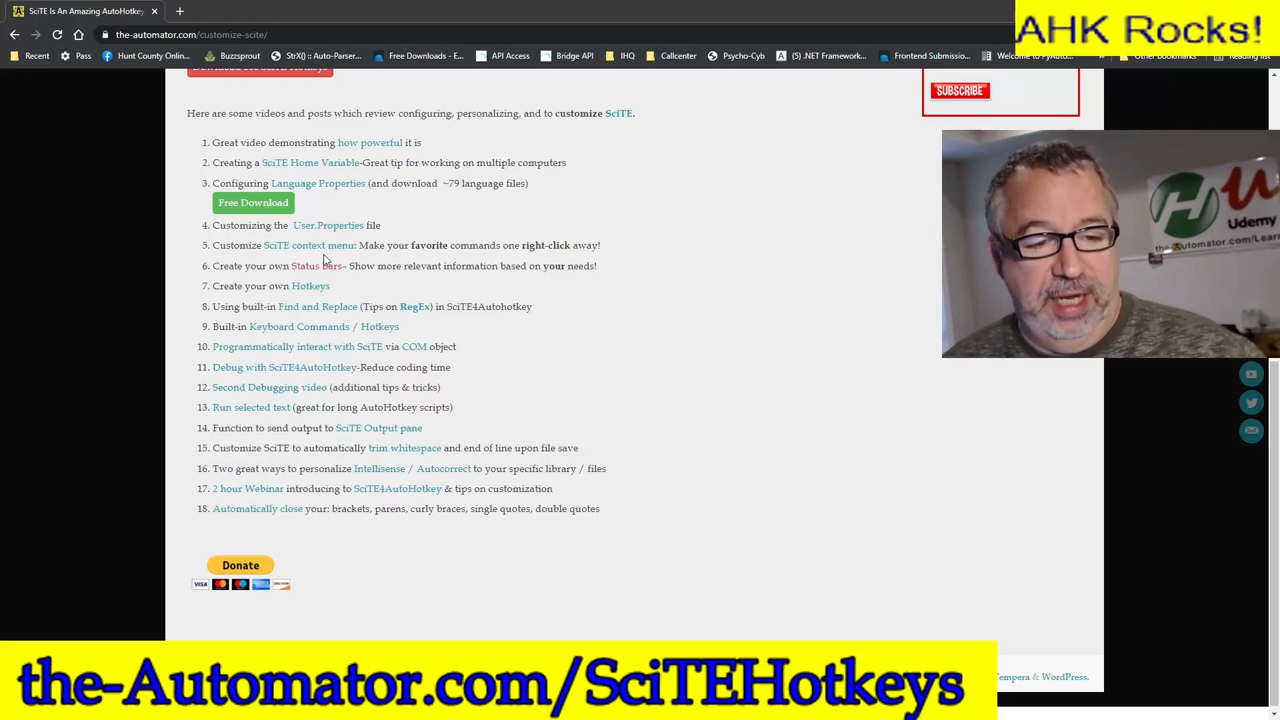 SciTE Is An Amazing AutoHotkey
the-automator.com/customize-scite/
AHK Rocks!
Recent
Pass
Hunt County Onlin...
Buzzsprout
StrX() :: Auto-Parser...
Free Downloads – E...
API Access
Bridge API
IHQ
Callcenter
Psycho-Cyb
(5) .NET Framework...
Frontend Submissio...
SUBSCRIBE
Here are some videos and posts which review configuring, personalizing, and to customize SciTE.
1. Great video demonstrating how powerful it is
2. Creating a SciTE Home Variable-Great tip for working on multiple computers
3. Configuring Language Properties (and download ~79 language files)
Free Download
4. Customizing the User.Properties file
5. Customize SciTE context menu: Make your favorite commands one right-click away!
6. Create your own Status Bars– Show more relevant information based on your needs!
7. Create your own Hotkeys
8. Using built-in Find and Replace (Tips on RegEx) in SciTE4Autohotkey
9. Built-in Keyboard Commands / Hotkeys
10. Programmatically interact with SciTE via COM object
11. Debug with SciTE4AutoHotkey-Reduce coding time
12. Second Debugging video (additional tips & tricks)
13. Run selected text (great for long AutoHotkey scripts)
14. Function to send output to SciTE Output pane
15. Customize SciTE to automatically trim whitespace and end of line upon file save
16. Two great ways to personalize Intellisense / Autocorrect to your specific library / files
17. 2 hour Webinar introducing to SciTE4AutoHotkey & tips on customization
18. Automatically close your: brackets, parens, curly braces, single quotes, double quotes
Udemy
the-Automator.com/Learn
Donate
VISA
Tempera & WordPress.
the-Automator.com/SciTEHotkeys